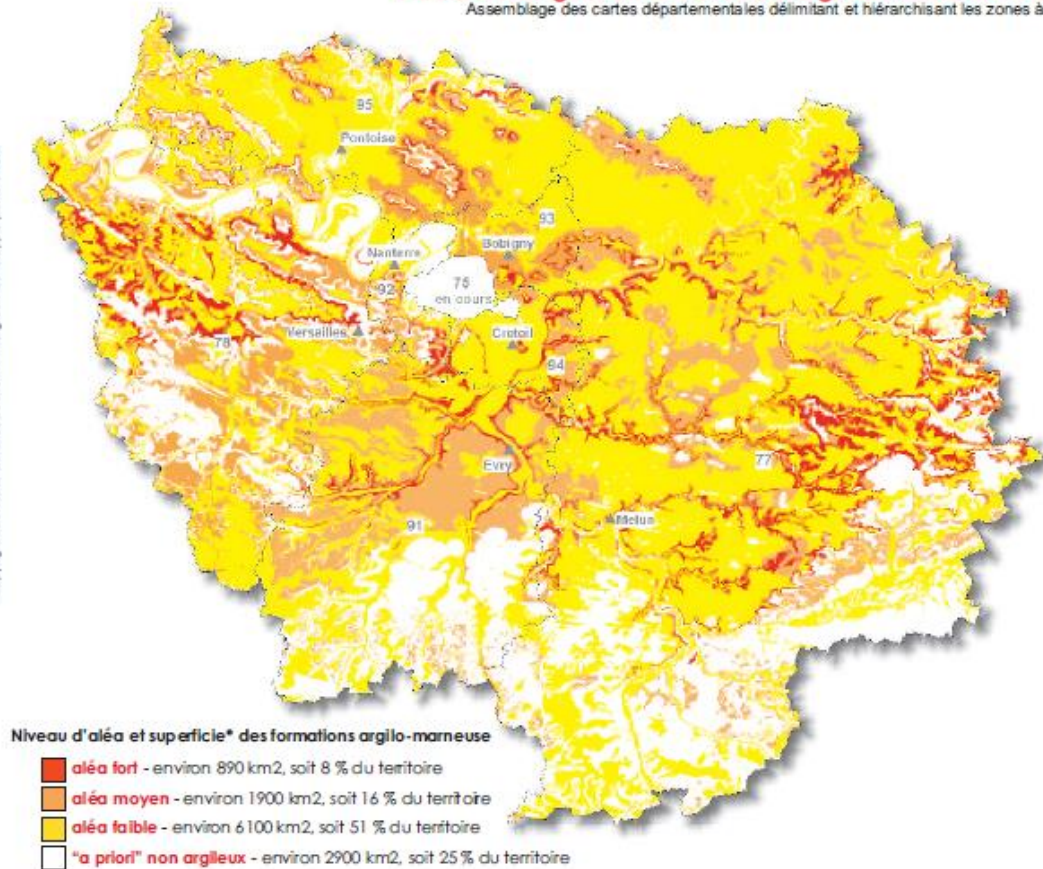 Assemblage des cartes départementales délimitant et hiérarchisant les zones à
95
Pontoise
93
Nanterre
Bobigny
92
75
en cours
Versailles
Creteil
78
94
Evry
77
91
Melun
Niveau d'aléa et superficie* des formations argilo-marneuse
aléa fort - environ 890 km2, soit 8 % du territoire
aléa moyen - environ 1900 km2, soit 16 % du territoire
aléa faible - environ 6100 km2, soit 51 % du territoire
"a priori" non argileux - environ 2900 km2, soit 25 % du territoire